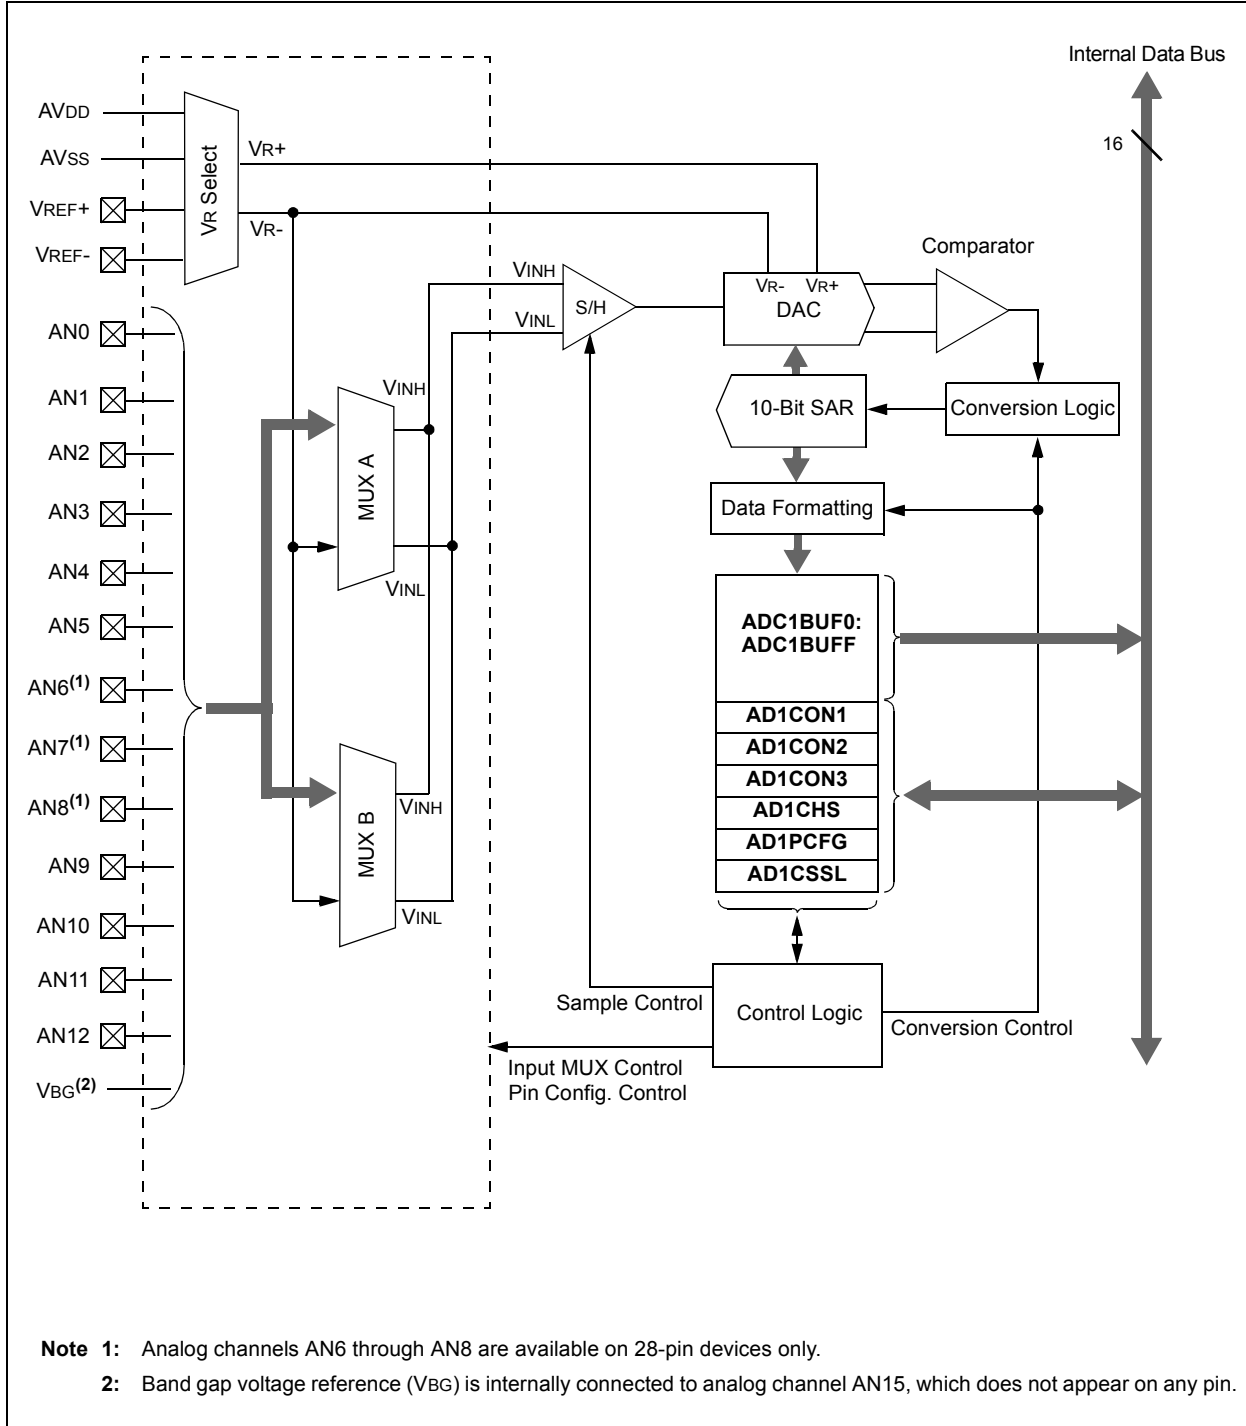 Internal Data Bus
AVDD
AVSS
VREF+
VREF-
VR Select
VR+
VR-
16
Comparator
VINH
VINL
S/H
VR- VR+
DAC
AN0
AN1
AN2
AN3
AN4
AN5
AN6(1)
AN7(1)
AN8(1)
AN9
AN10
AN11
AN12
VBG(2)
VINH
MUX A
VINL
VINH
MUX B
VINL
10-Bit SAR
Conversion Logic
Data Formatting
ADC1BUF0:
ADC1BUFF
AD1CON1
AD1CON2
AD1CON3
AD1CHS
AD1PCFG
AD1CSSL
Sample Control
Control Logic
Conversion Control
Input MUX Control
Pin Config. Control
Note 1: Analog channels AN6 through AN8 are available on 28-pin devices only.
2: Band gap voltage reference (VBG) is internally connected to analog channel AN15, which does not appear on any pin.